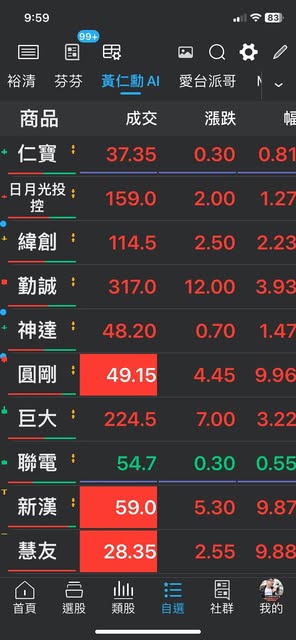 9:59
83
99+
裕清 芬芬 黃仁勳 AI 愛台派哥
商品 成交 漲跌 幅
仁寶 37.35 0.30 0.81
日月光投控 159.0 2.00 1.27
緯創 114.5 2.50 2.23
勤誠 317.0 12.00 3.93
神達 48.20 0.70 1.47
圓剛 49.15 4.45 9.96
巨大 224.5 7.00 3.22
聯電 54.7 0.30 0.55
新漢 59.0 5.30 9.87
慧友 28.35 2.55 9.88
首頁 選股 類股 自選 社群 我的